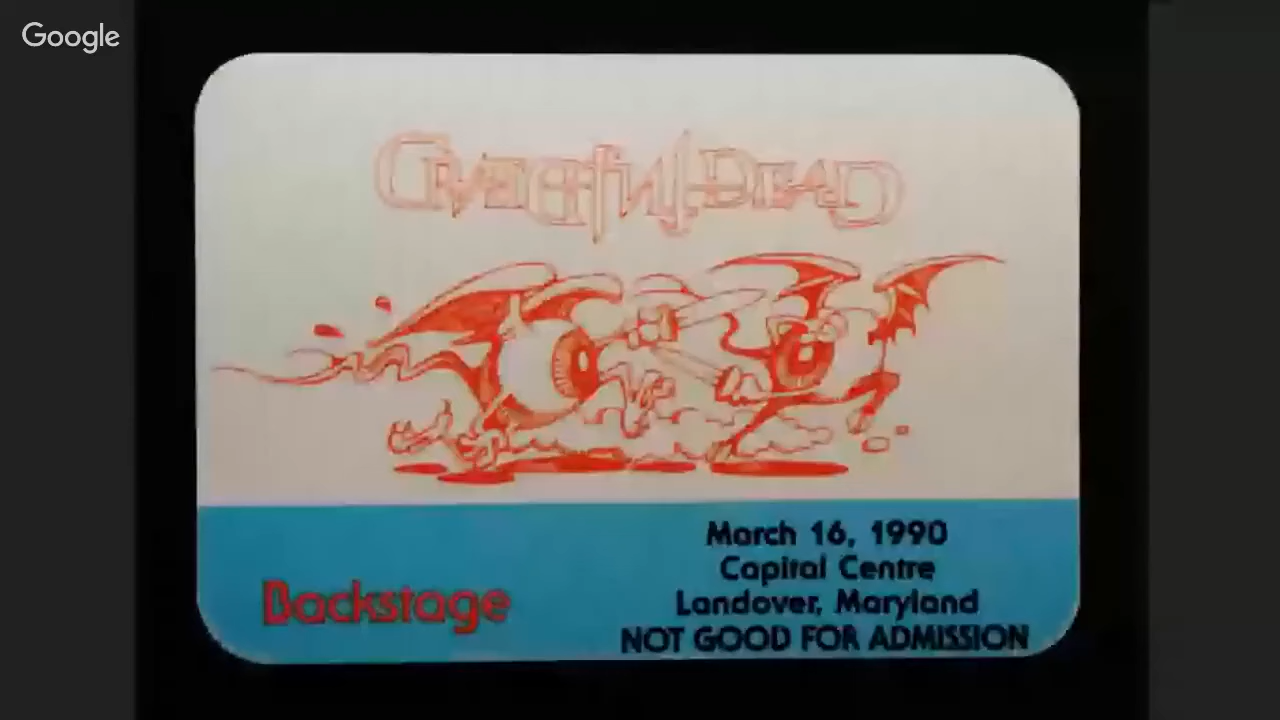 Google
GRATEFUL DEAD
March 16, 1990
Capital Centre
Landover, Maryland
Backstage
NOT GOOD FOR ADMISSION